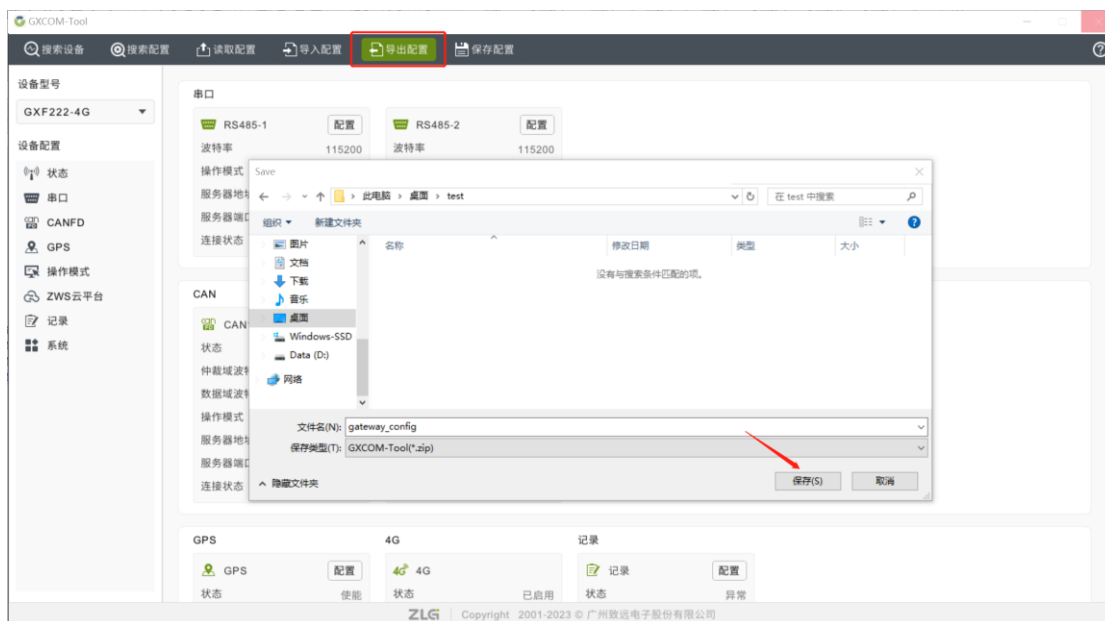 GXCOM-Tool
搜索设备 搜索配置 读取配置 导入配置 导出配置 保存配置
设备型号
GXF222-4G
设备配置
状态
串口
CANFD
GPS
操作模式
ZWS云平台
记录
系统
串口
RS485-1 配置 RS485-2 配置
波特率 115200 波特率 115200
操作模式
服务器地
服务器端
连接状态
Save
此电脑 › 桌面 › test
在 test 中搜索
组织 新建文件夹
名称 修改日期 类型 大小
没有与搜索条件匹配的项。
图片
文档
下载
音乐
桌面
Windows-SSD
Data (D:)
网络
文件名(N): gateway_config
保存类型(T): GXCOM-Tool(*.zip)
隐藏文件夹 保存(S) 取消
CAN
CAN
状态
仲裁域波
数据域波
操作模式
服务器地
服务器端
连接状态
GPS 4G 记录
GPS 配置 4G 4G 记录 配置
状态 使能 状态 已启用 状态 异常
ZLG Copyright 2001-2023 © 广州致远电子股份有限公司